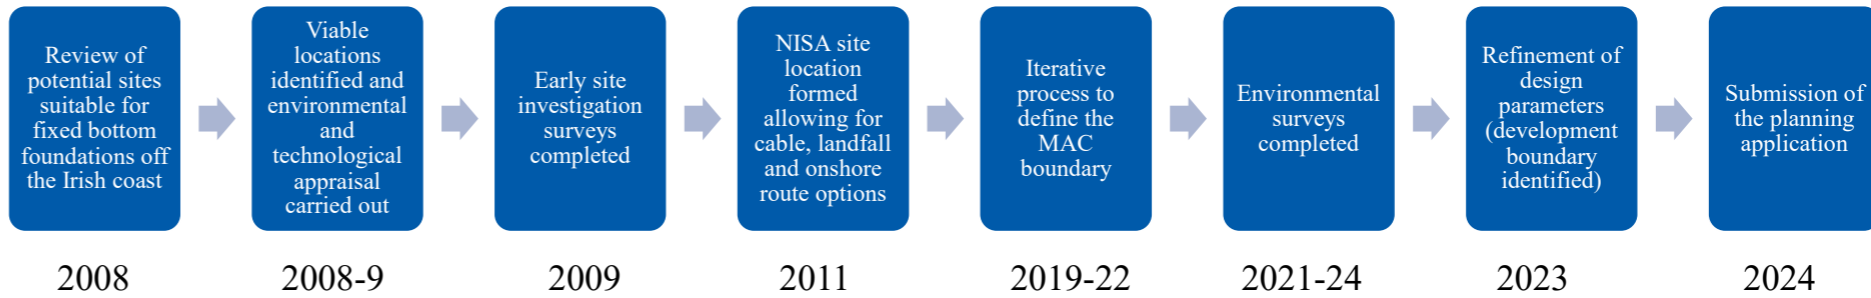 Review of
potential sites
suitable for
fixed bottom
foundations off
the Irish coast
Viable
locations
identified and
environmental
and
technological
appraisal
carried out
Early site
investigation
surveys
completed
NISA site
location
formed
allowing for
cable, landfall
and onshore
route options
Iterative
process to
define the
MAC
boundary
Environmental
surveys
completed
Refinement of
design
parameters
(development
boundary
identified)
Submission of
the planning
application
2008
2008-9
2009
2011
2019-22
2021-24
2023
2024